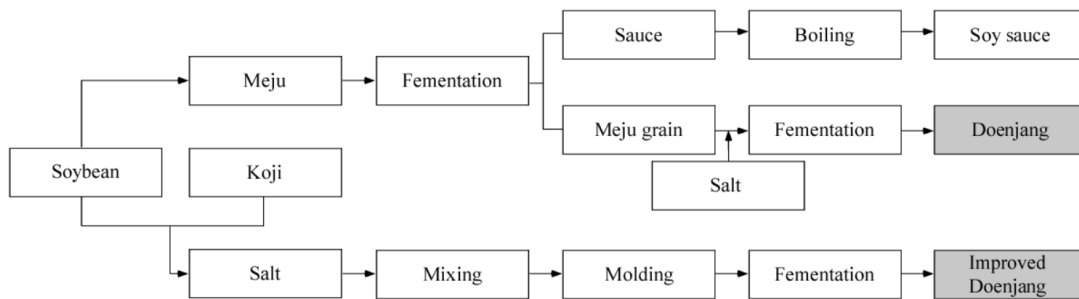 Sauce
Boiling
Soy sauce
Meju
Fementation
Meju grain
Fementation
Doenjang
Soybean
Koji
Salt
Salt
Mixing
Molding
Fementation
Improved
Doenjang